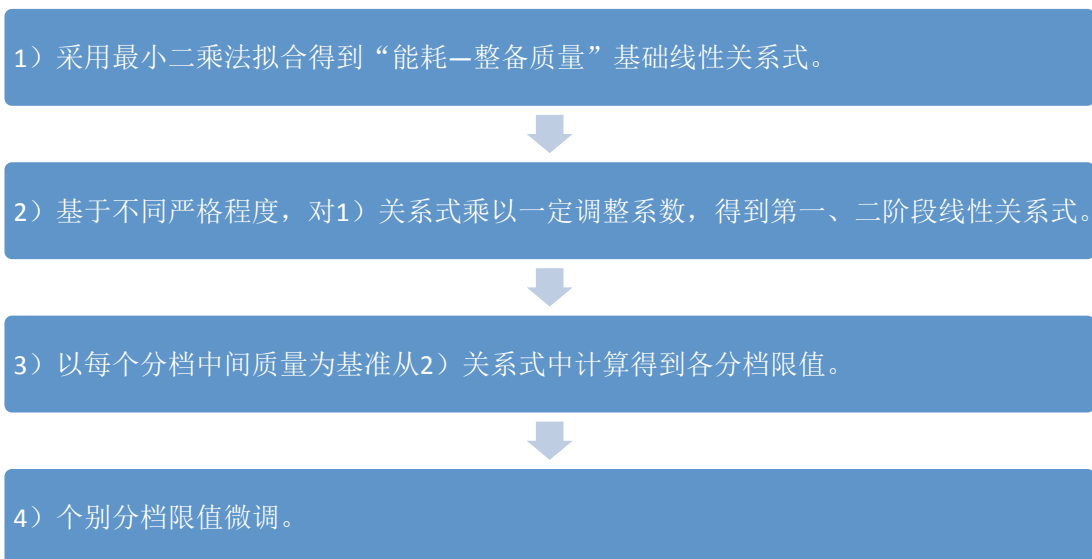 1）采用最小二乘法拟合得到“能耗—整备质量”基础线性关系式。
2）基于不同严格程度，对1）关系式乘以一定调整系数，得到第一、二阶段线性关系式。
3）以每个分档中间质量为基准从2）关系式中计算得到各分档限值。
4）个别分档限值微调。